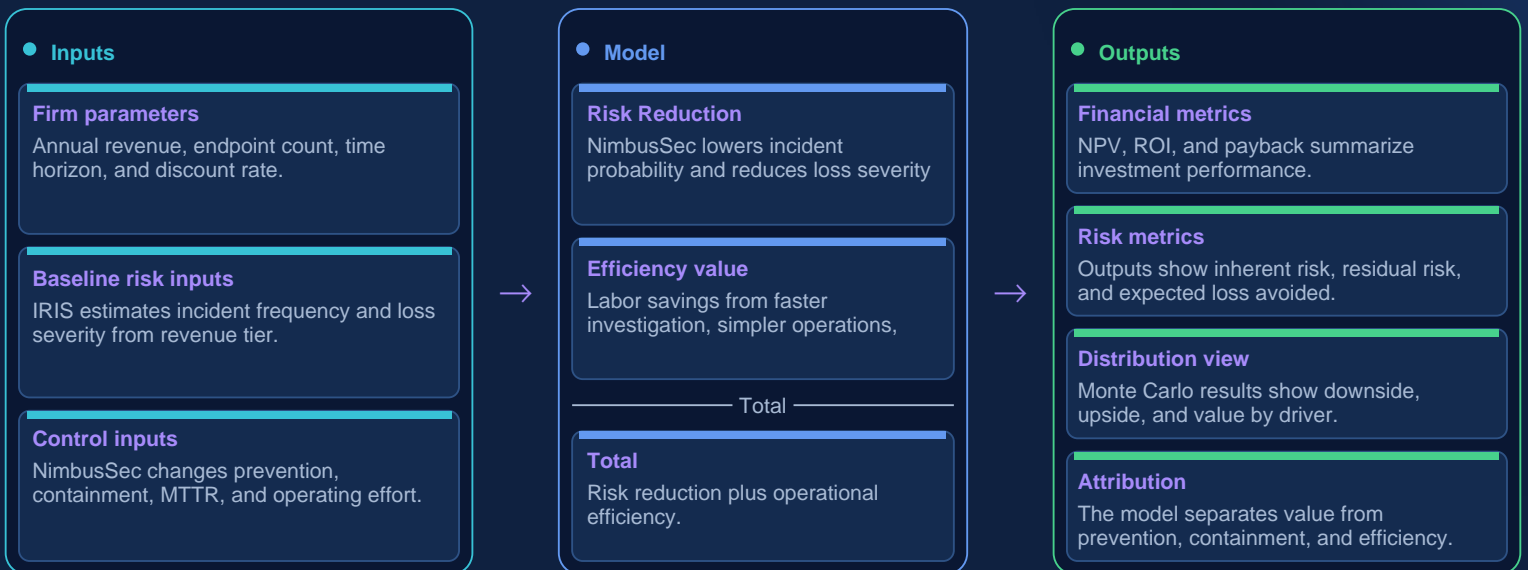 Inputs
Firm parameters
Annual revenue, endpoint count, time
horizon, and discount rate.
Baseline risk inputs
IRIS estimates incident frequency and loss
severity from revenue tier.
Control inputs
NimbusSec changes prevention,
containment, MTTR, and operating effort.
Model
Risk Reduction
NimbusSec lowers incident
probability and reduces loss severity
Efficiency value
Labor savings from faster
investigation, simpler operations,
Total
Total
Risk reduction plus operational
efficiency.
Outputs
Financial metrics
NPV, ROI, and payback summarize
investment performance.
Risk metrics
Outputs show inherent risk, residual risk,
and expected loss avoided.
Distribution view
Monte Carlo results show downside,
upside, and value by driver.
Attribution
The model separates value from
prevention, containment, and efficiency.